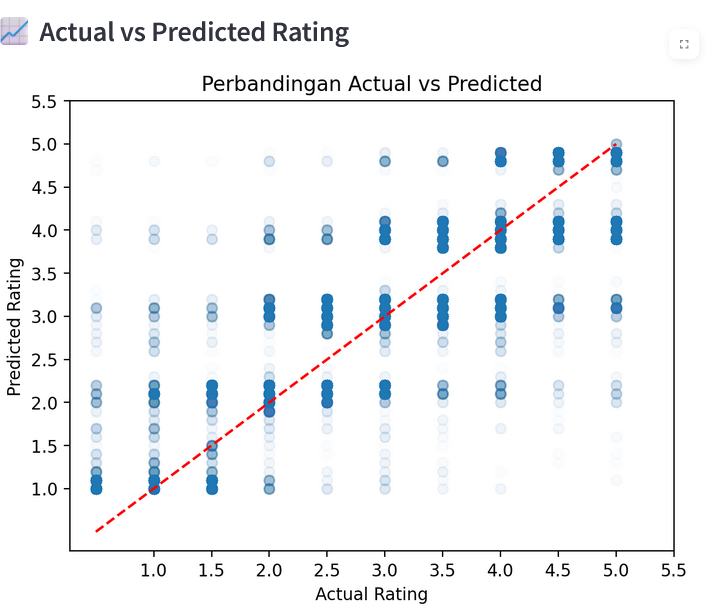 📈 Actual vs Predicted Rating
Perbandingan Actual vs Predicted
5.5
5.0
4.5
4.0
3.5
3.0
2.5
2.0
1.5
1.0
Predicted Rating
1.0 1.5 2.0 2.5 3.0 3.5 4.0 4.5 5.0 5.5
Actual Rating